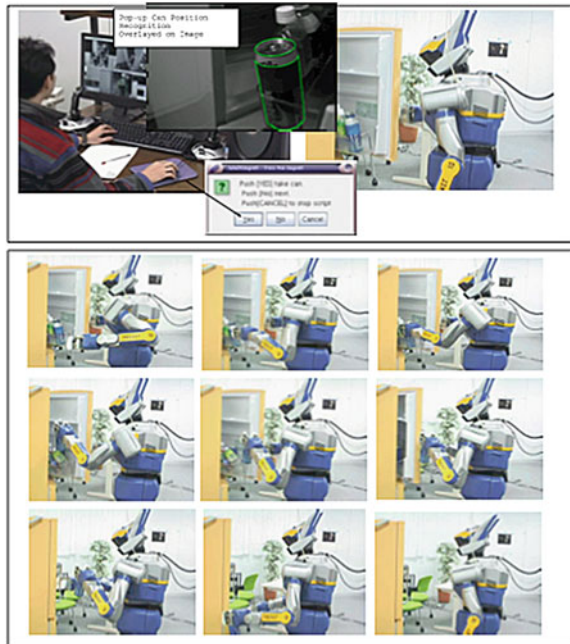 Pop-up Can Position
Recognition
Overlayed on Image
Push [YES] take can.
Push [No] next.
Push[CANCEL] to stop script
Yes
No
Cancel